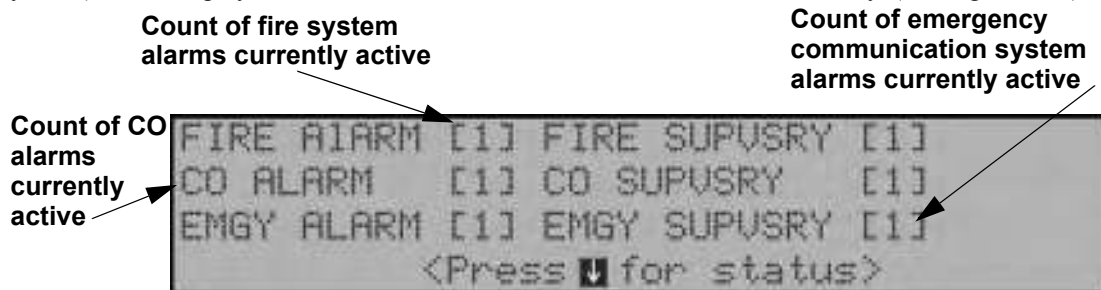 Count of fire system
alarms currently active
Count of emergency
communication system
alarms currently active
Count of CO
alarms
currently
active
FIRE A1ARM [1] FIRE SUPVSRY [1]
CO ALARM [1] CO SUPVSRY [1]
EMGY ALARM [1] EMGY SUPVSRY [1]
<Press ↓ for status>